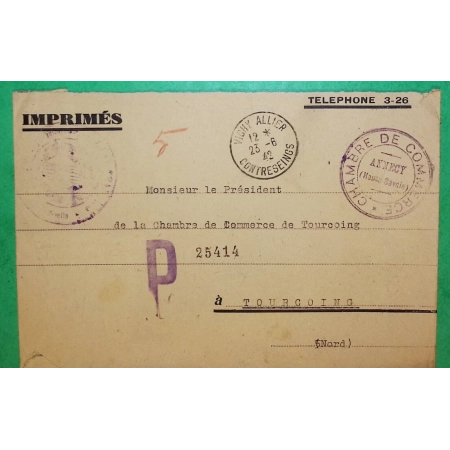 TELEPHONE 3-26
IMPRIMÉS
5
VICHY ALLIER
12 *
23 -6
42
CONTRESEINGS
CHAMBRE DE COMMERCE
ANNECY
(Haute-Savoie)
Monsieur le Président
de la Chambre de Commerce de Tourcoing
25414
P
à TOURCOING
(Nord)